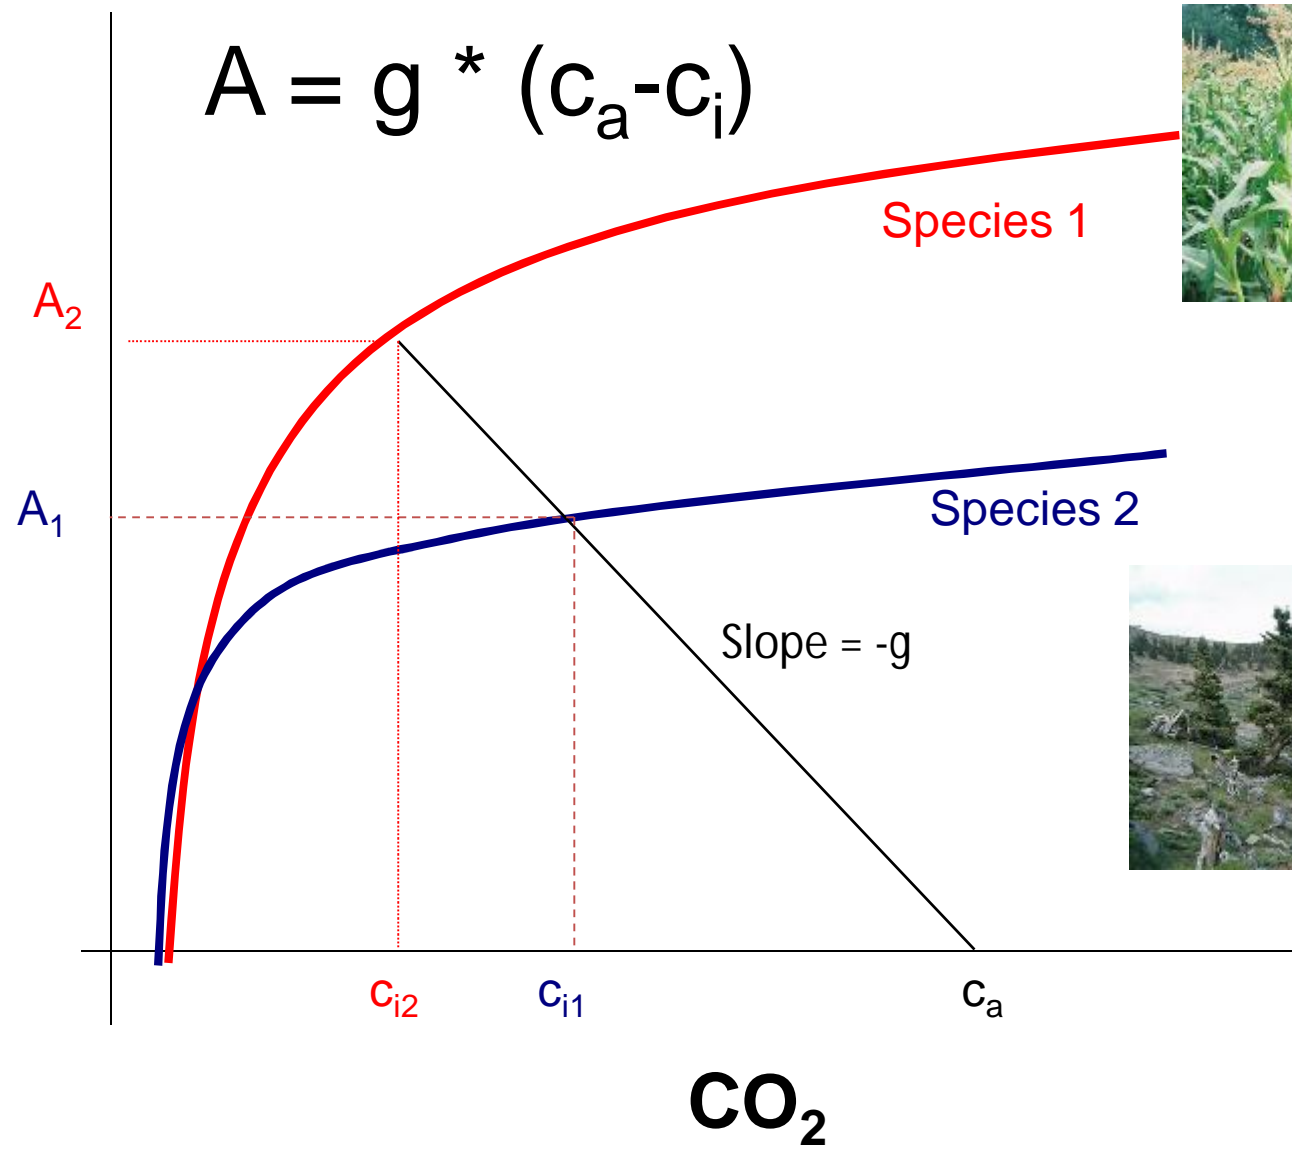 A = g * (cₐ-cᵢ)
Species 1
A₂
A₁
Species 2
Slope = -g
cᵢ₂
cᵢ₁
cₐ
CO₂